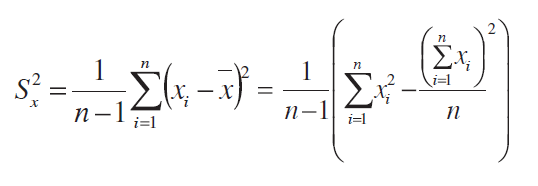 S_x^2 = \frac{1}{n-1} \sum_{i=1}^{n} (x_i - \overline{x})^2 = \frac{1}{n-1} \left( \sum_{i=1}^{n} x_i^2 - \frac{\left( \sum_{i=1}^{n} x_i \right)^2}{n} \right)